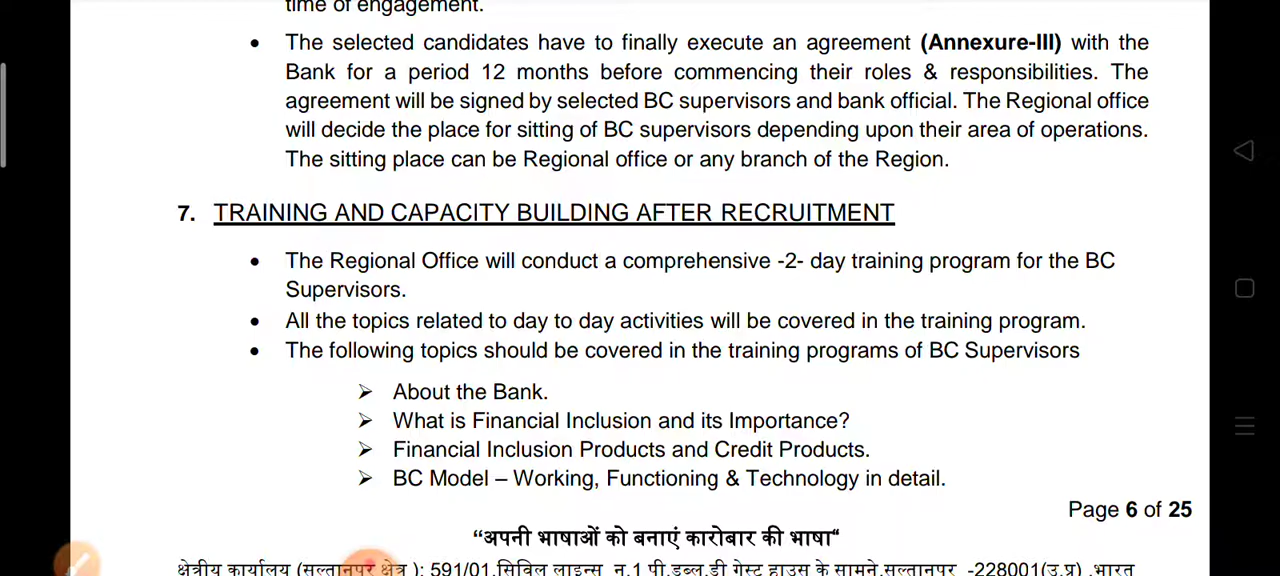 time of engagement.
• The selected candidates have to finally execute an agreement (Annexure-III) with the
Bank for a period 12 months before commencing their roles & responsibilities. The
agreement will be signed by selected BC supervisors and bank official. The Regional office
will decide the place for sitting of BC supervisors depending upon their area of operations.
The sitting place can be Regional office or any branch of the Region.
7. TRAINING AND CAPACITY BUILDING AFTER RECRUITMENT
• The Regional Office will conduct a comprehensive -2- day training program for the BC
Supervisors.
• All the topics related to day to day activities will be covered in the training program.
• The following topics should be covered in the training programs of BC Supervisors
➢ About the Bank.
➢ What is Financial Inclusion and its Importance?
➢ Financial Inclusion Products and Credit Products.
➢ BC Model – Working, Functioning & Technology in detail.
Page 6 of 25
“अपनी भाषाओं को बनाएं कारोबार की भाषा“
क्षेत्रीय कार्यालय (सुल्तानपुर क्षेत्र ): 591/01,सिविल लाइन्स न.1 पी.डब्लू.डी गेस्ट हाउस के सामने,सुल्तानपुर -228001(उ.प्र) ,भारत